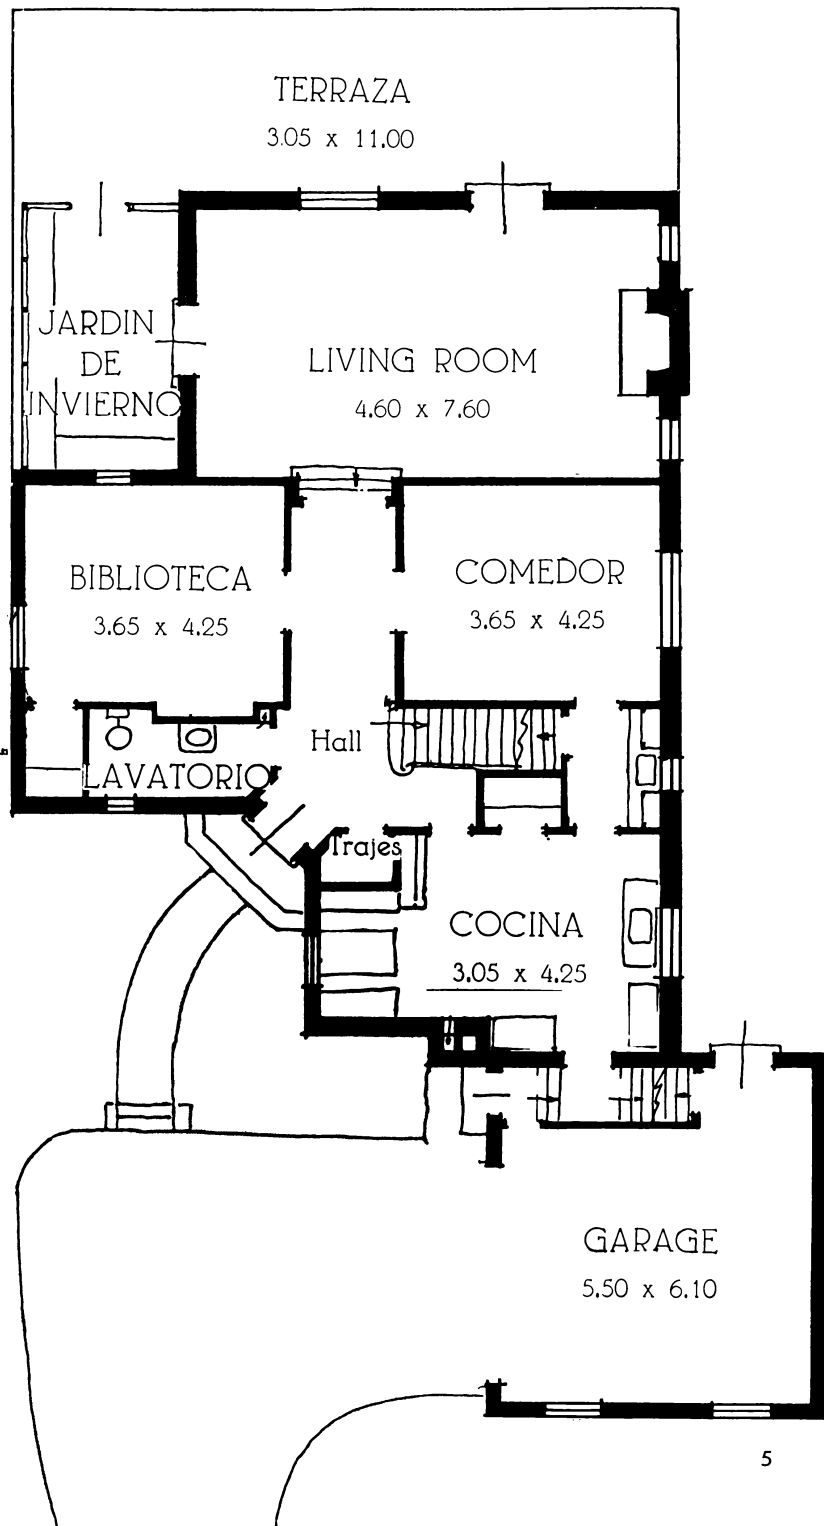 TERRAZA
3.05 x 11.00
JARDIN
DE
INVIERNO
LIVING ROOM
4.60 x 7.60
BIBLIOTECA
3.65 x 4.25
COMEDOR
3.65 x 4.25
Hall
LAVATORIO
Trajes
COCINA
3.05 x 4.25
GARAGE
5.50 x 6.10
5